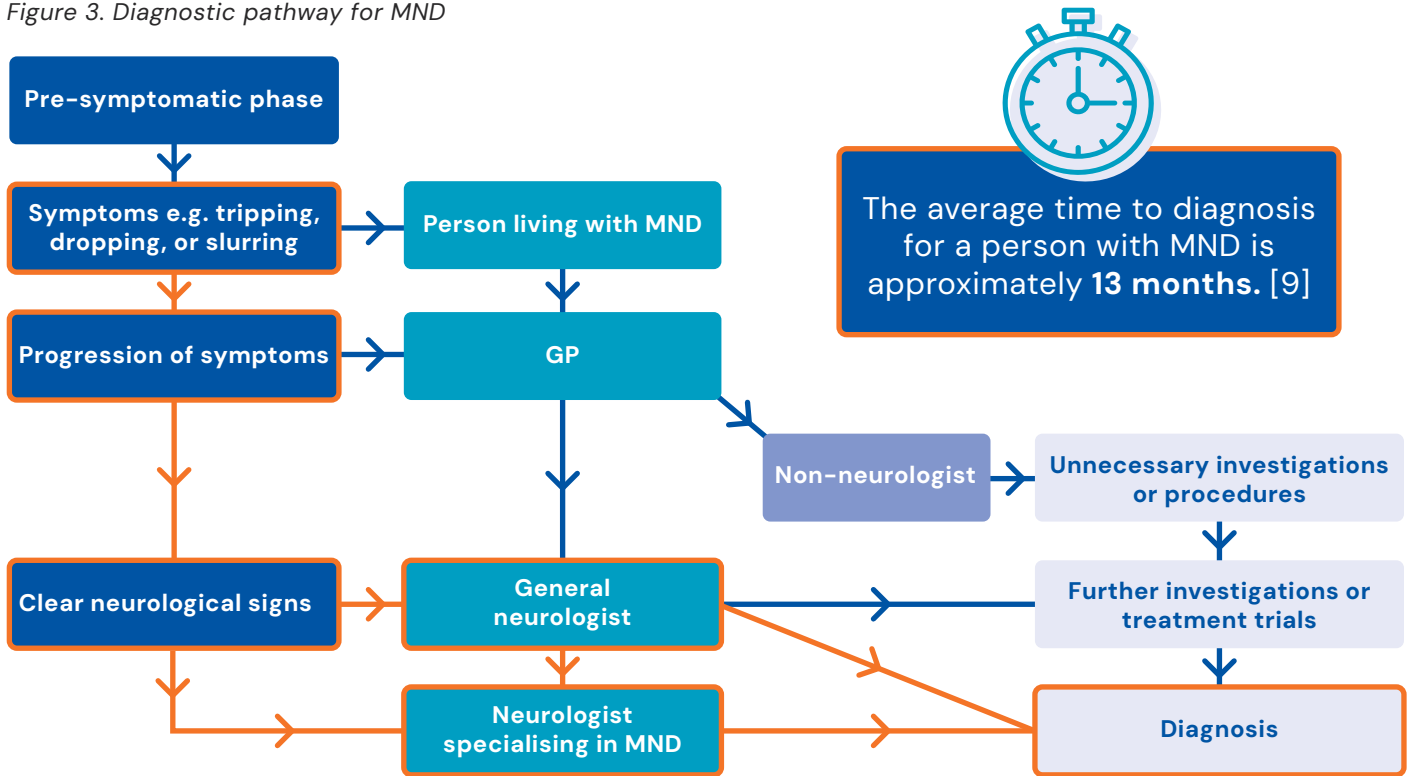 Figure 3. Diagnostic pathway for MND
Pre-symptomatic phase
Symptoms e.g. tripping,
dropping, or slurring
Person living with MND
The average time to diagnosis
for a person with MND is
approximately 13 months. [9]
Progression of symptoms
GP
Non-neurologist
Unnecessary investigations
or procedures
Clear neurological signs
General
neurologist
Further investigations or
treatment trials
Neurologist
specialising in MND
Diagnosis